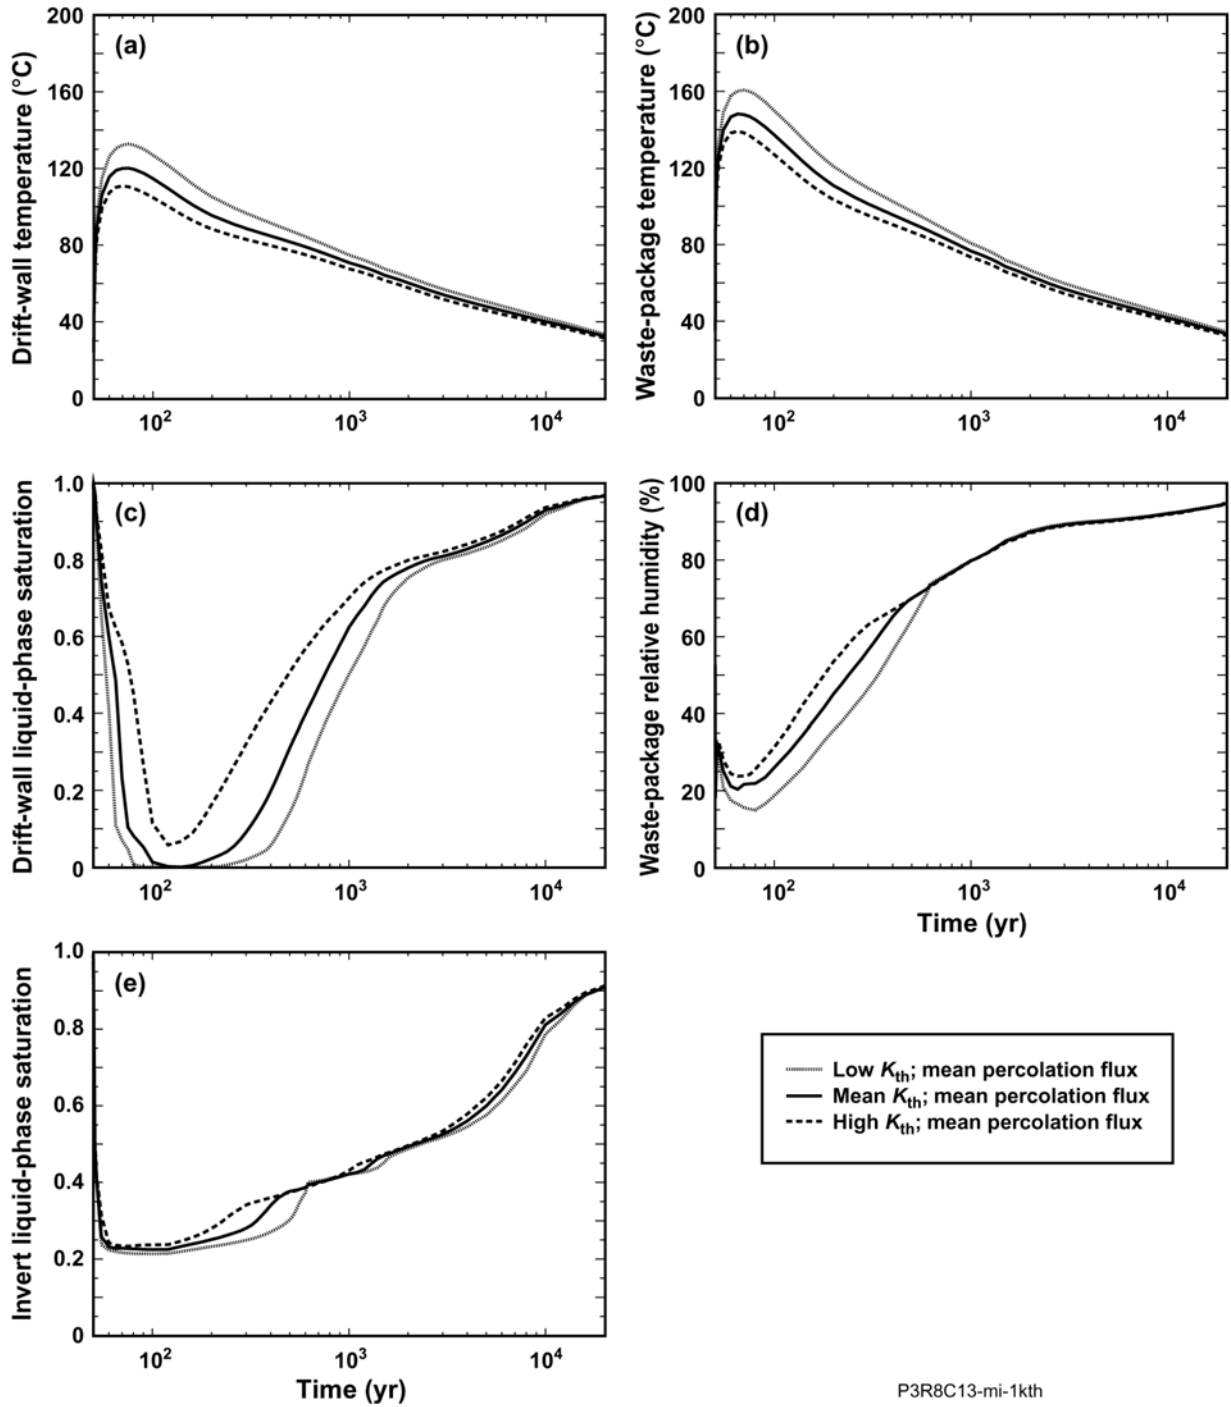 (a)
Drift-wall temperature (°C)
200
160
120
80
40
0
10²
10³
10⁴
(b)
Waste-package temperature (°C)
200
160
120
80
40
0
10²
10³
10⁴
(c)
Drift-wall liquid-phase saturation
1.0
0.8
0.6
0.4
0.2
0
10²
10³
10⁴
(d)
Waste-package relative humidity (%)
100
80
60
40
20
0
10²
10³
10⁴
Time (yr)
(e)
Invert liquid-phase saturation
1.0
0.8
0.6
0.4
0.2
0
10²
10³
10⁴
Time (yr)
Low Kth; mean percolation flux
Mean Kth; mean percolation flux
High Kth; mean percolation flux
P3R8C13-mi-1kth